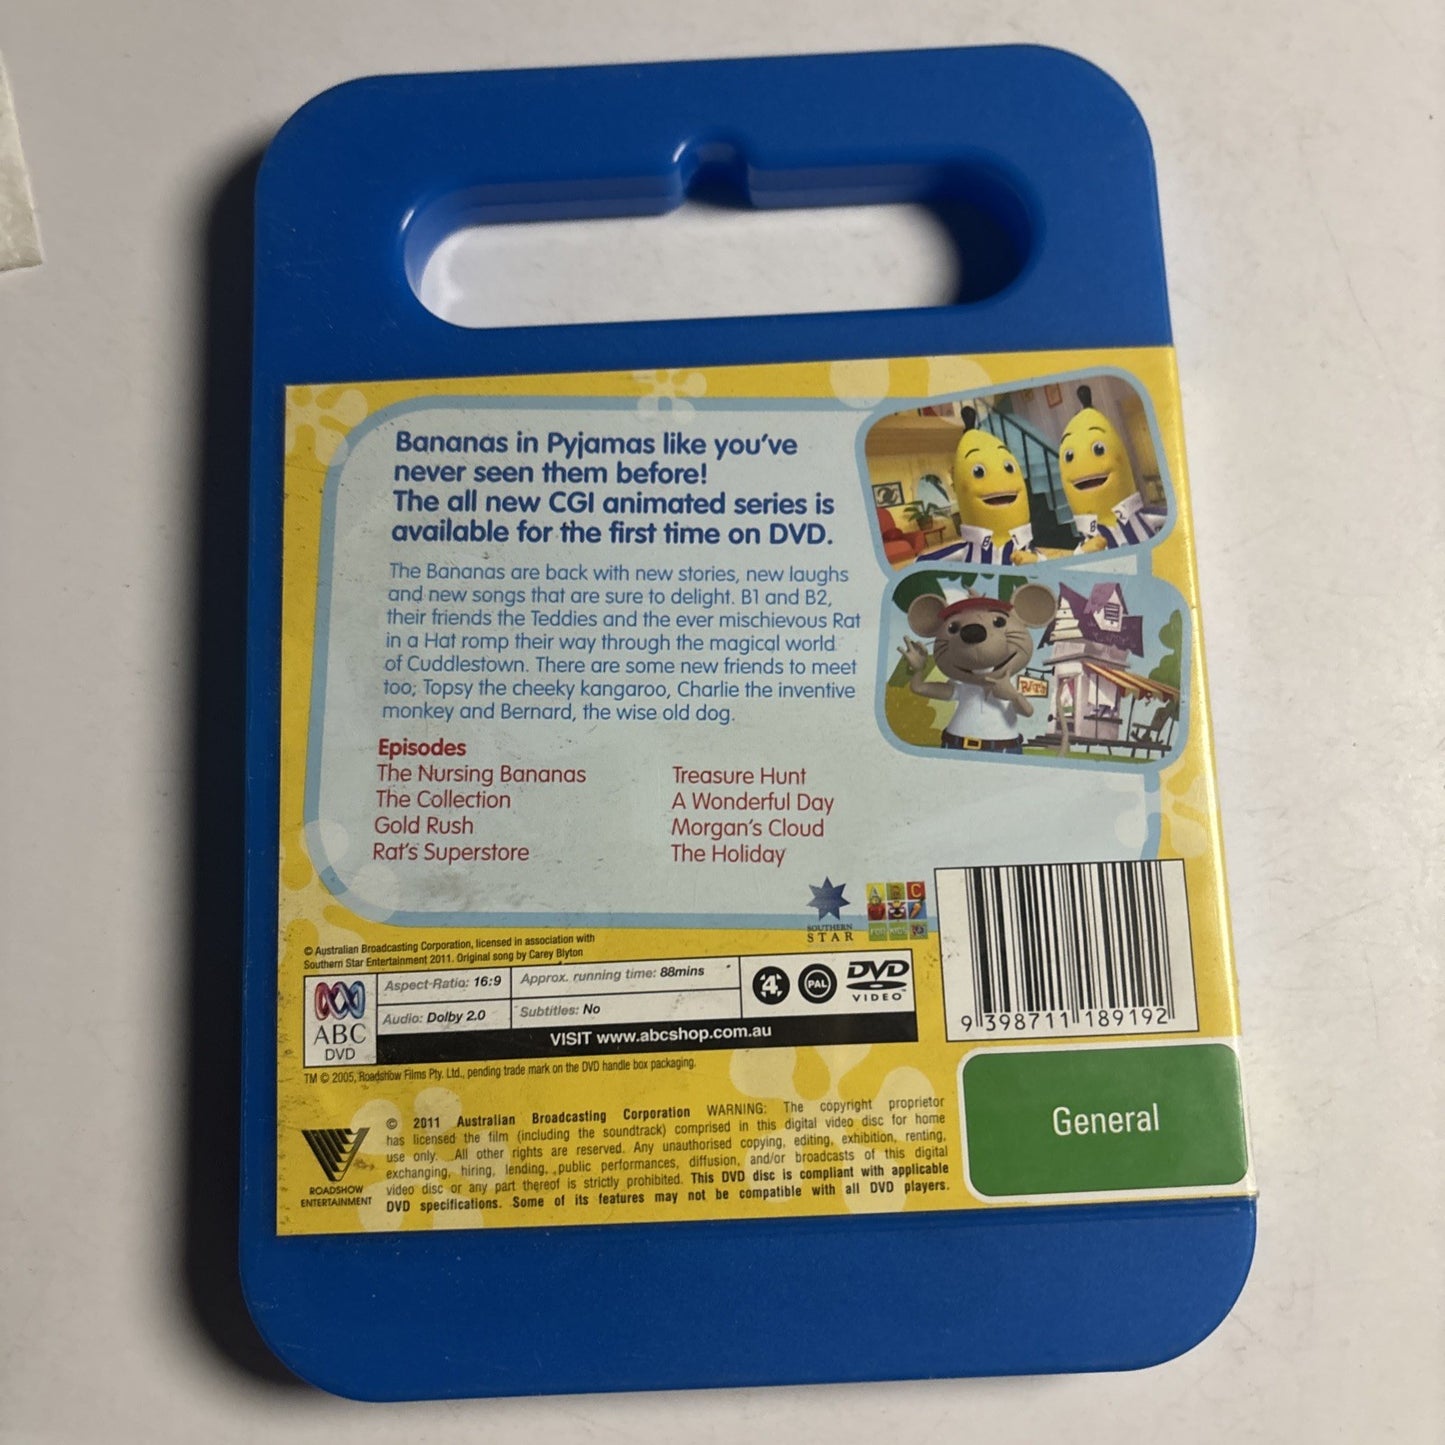 Bananas in Pyjamas like you've
never seen them before!
The all new CGI animated series is
available for the first time on DVD.
The Bananas are back with new stories, new laughs
and new songs that are sure to delight. B1 and B2,
their friends the Teddies and the ever mischievous Rat
in a Hat romp their way through the magical world
of Cuddlestown. There are some new friends to meet
too; Topsy the cheeky kangaroo, Charlie the inventive
monkey and Bernard, the wise old dog.
Episodes
The Nursing Bananas
The Collection
Gold Rush
Rat's Superstore
Treasure Hunt
A Wonderful Day
Morgan's Cloud
The Holiday
B 1
B 2
RAT'S
SOUTHERN
STAR
ABC
FOR KIDS
© Australian Broadcasting Corporation, licensed in association with
Southern Star Entertainment 2011. Original song by Carey Blyton
ABC
DVD
Aspect Ratio: 16:9
Approx. running time: 88mins
Audio: Dolby 2.0
Subtitles: No
4
PAL
DVD
VIDEO™
VISIT www.abcshop.com.au
9 398711 189192
TM © 2005, Roadshow Films Pty. Ltd., pending trade mark on the DVD handle box packaging.
ROADSHOW
ENTERTAINMENT
© 2011 Australian Broadcasting Corporation WARNING: The copyright proprietor
has licensed the film (including the soundtrack) comprised in this digital video disc for home
use only. All other rights are reserved. Any unauthorised copying, editing, exhibition, renting,
exchanging, hiring, lending, public performances, diffusion, and/or broadcasts of this digital
video disc or any part thereof is strictly prohibited. This DVD disc is compliant with applicable
DVD specifications. Some of its features may not be compatible with all DVD players.
General